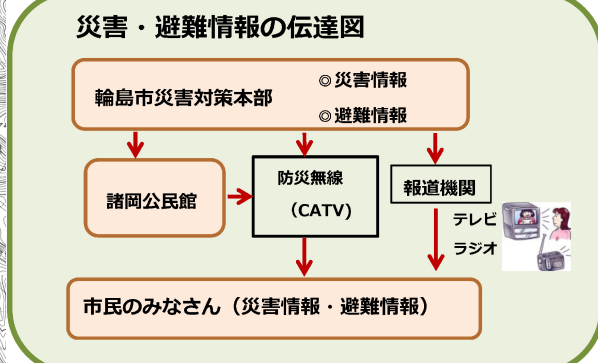 災害・避難情報の伝達図
輪島市災害対策本部
◎災害情報
◎避難情報
諸岡公民館
防災無線
(CATV)
報道機関
テレビ
ラジオ
市民のみなさん（災害情報・避難情報）